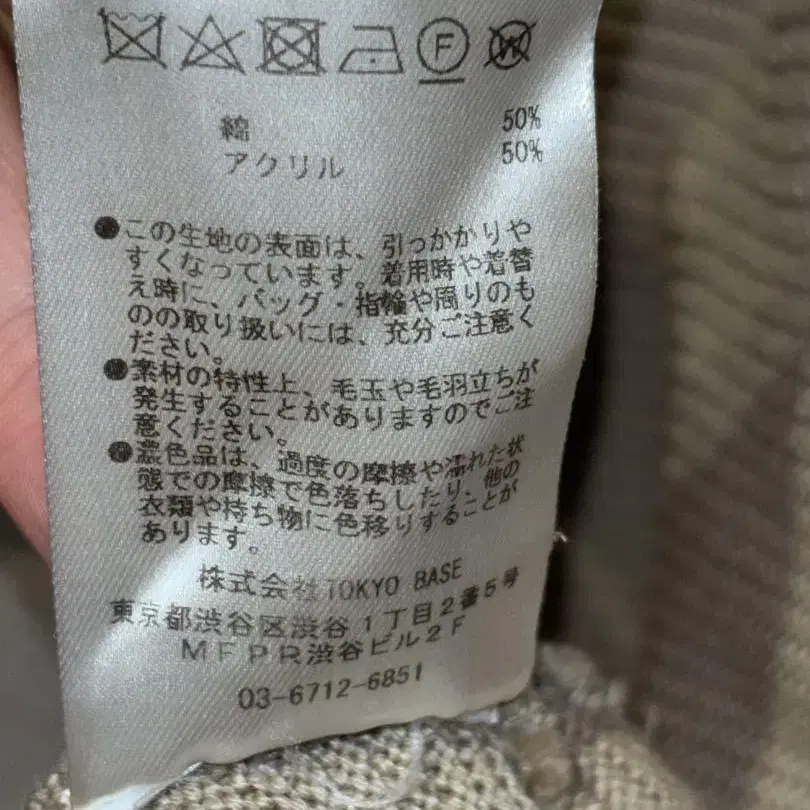 F W
綿 50%
アクリル 50%
●この生地の表面は、引っかかりや
すくなっています。着用時や着替
え時に、バッグ・指輪や周りのも
のの取り扱いには、充分ご注意く
ださい。
●素材の特性上、毛玉や毛羽立ちが
発生することがありますのでご注
意ください。
●濃色品は、過度の摩擦や濡れた状
態での摩擦で色落ちしたり、他の
衣類や持ち物に色移りすることが
あります。
株式会社TOKYO BASE
東京都渋谷区渋谷1丁目2番5号
MFPR渋谷ビル2F
03-6712-6851